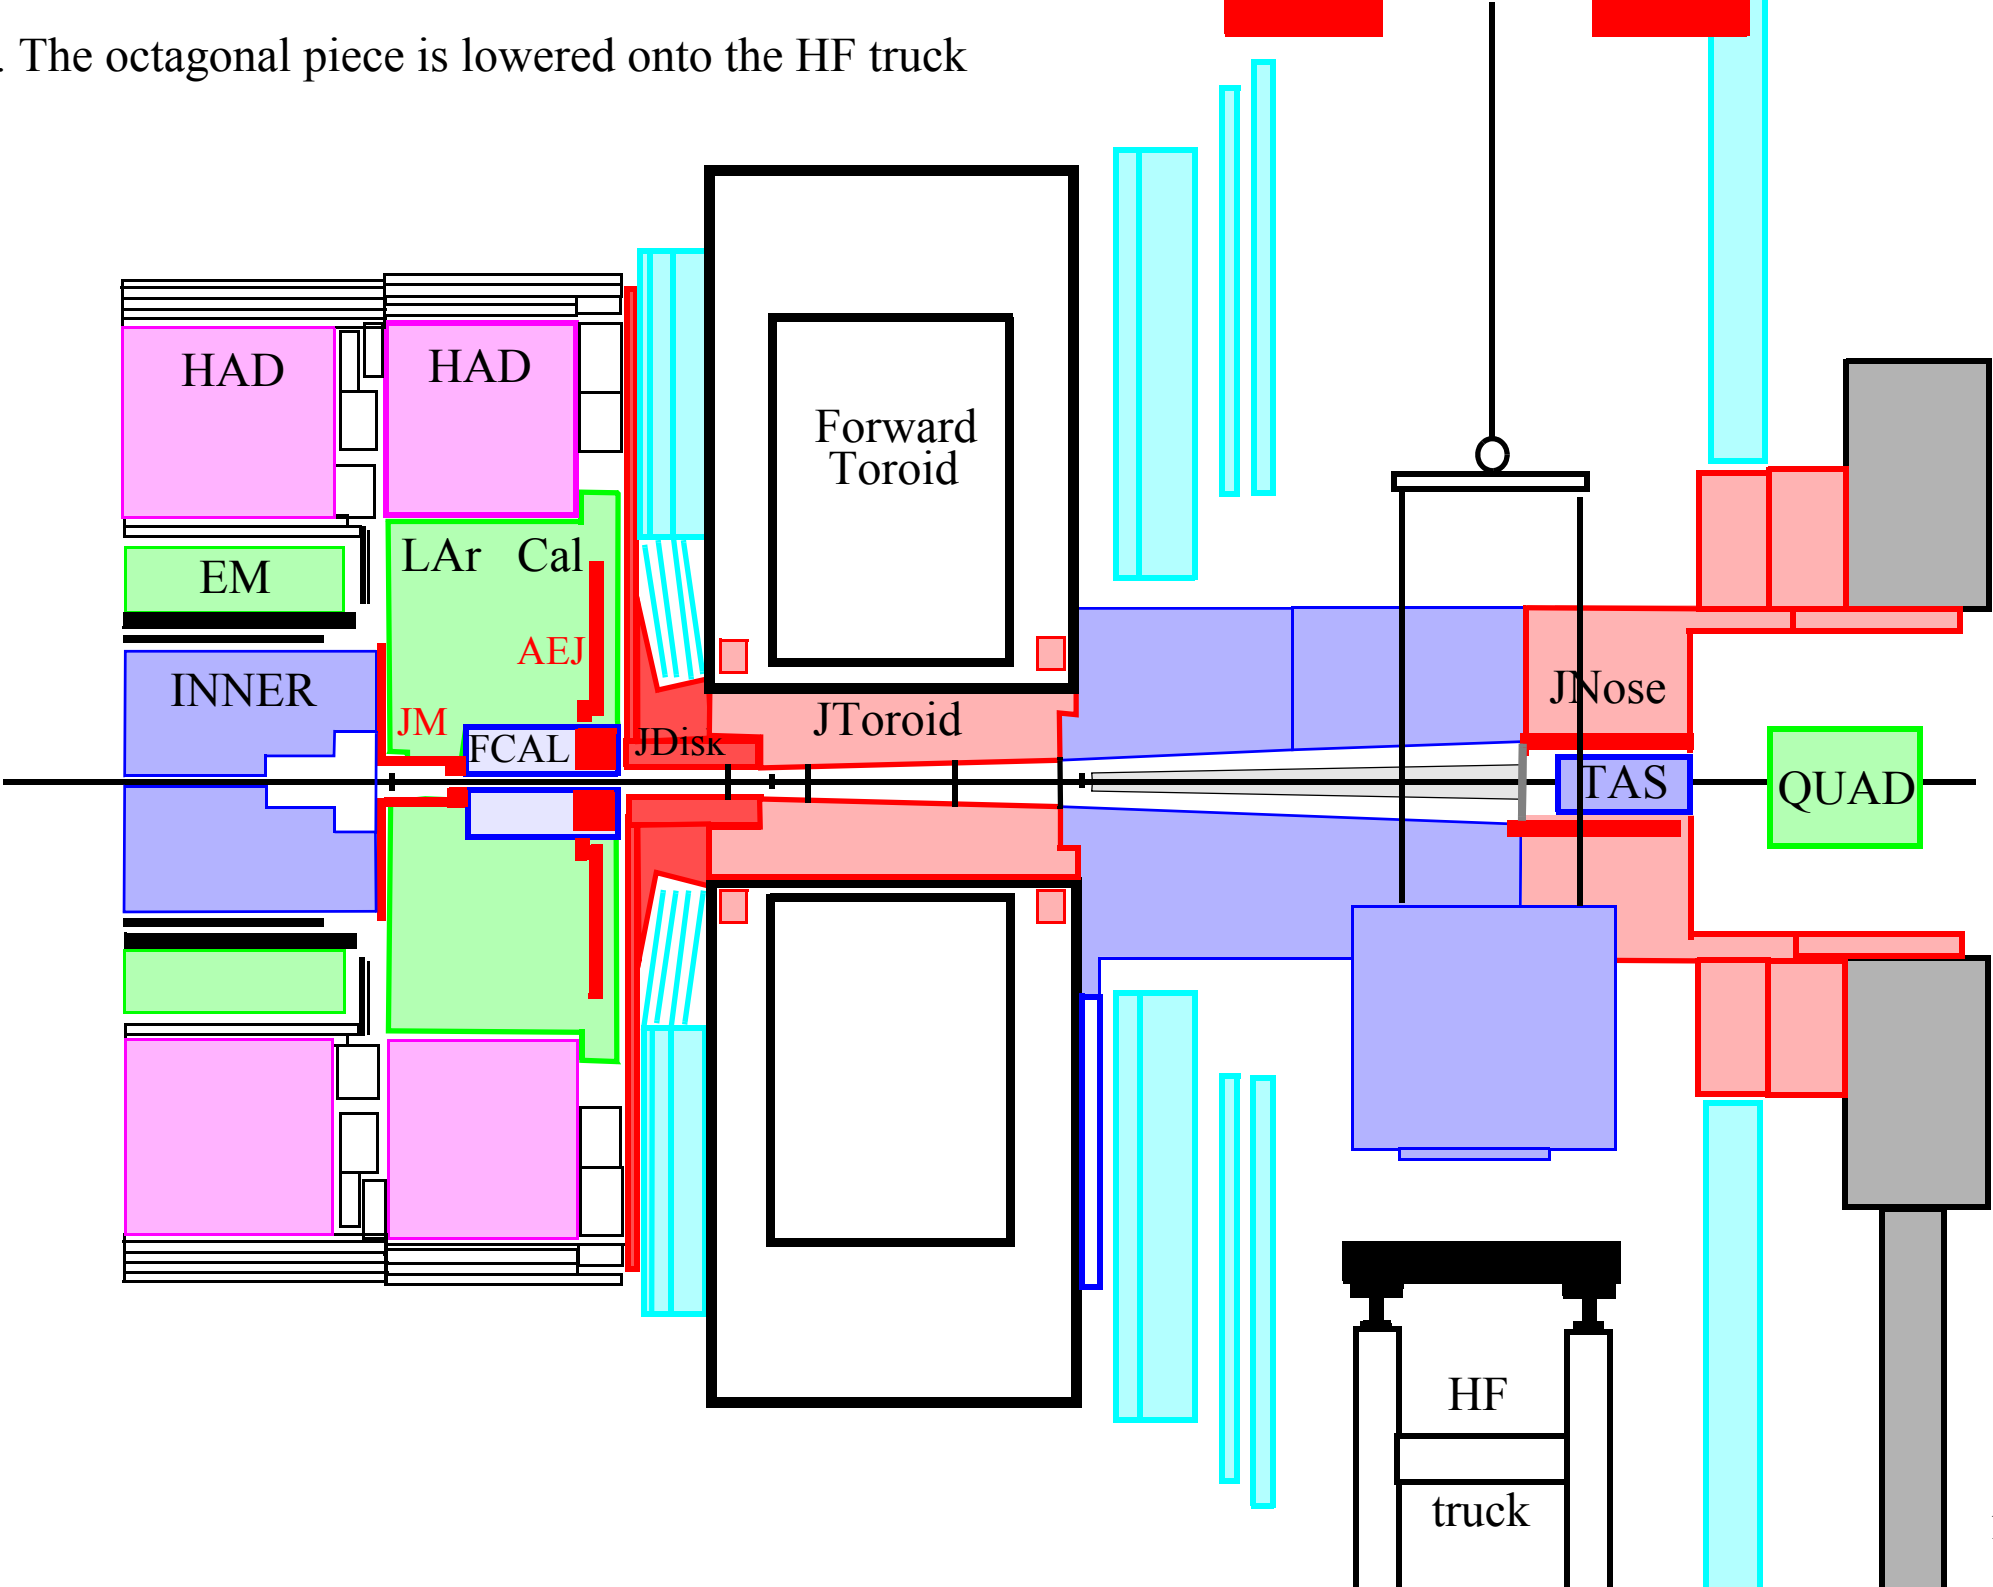 . The octagonal piece is lowered onto the HF truck
HAD
HAD
Forward
Toroid
LAr Cal
EM
AEJ
INNER
JM
JToroid
JNose
FCAL
JDisk
TAS
QUAD
HF
truck